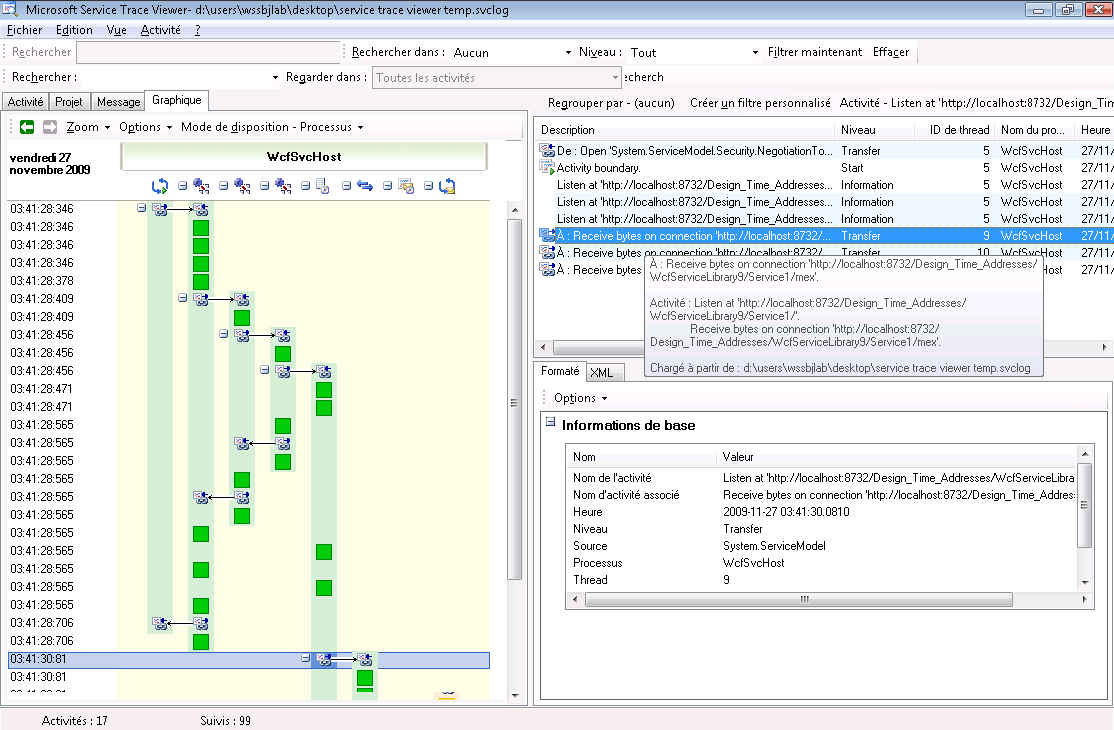 Microsoft Service Trace Viewer- d:\users\wssbjlab\desktop\service trace viewer temp.svclog
Fichier Edition Vue Activité ?
Rechercher Rechercher dans : Aucun Niveau : Tout Filtrer maintenant Effacer
Rechercher : Regarder dans : Toutes les activités echerch
Activité Projet Message Graphique
Regrouper par - (aucun) Créer un filtre personnalisé Activité - Listen at 'http://localhost:8732/Design_Tim
Zoom Options Mode de disposition - Processus
vendredi 27
novembre 2009
WcfSvcHost
03:41:28:346
03:41:28:346
03:41:28:346
03:41:28:346
03:41:28:378
03:41:28:409
03:41:28:409
03:41:28:456
03:41:28:456
03:41:28:456
03:41:28:471
03:41:28:471
03:41:28:565
03:41:28:565
03:41:28:565
03:41:28:565
03:41:28:565
03:41:28:565
03:41:28:565
03:41:28:565
03:41:28:565
03:41:28:565
03:41:28:565
03:41:28:706
03:41:28:706
03:41:30:81
03:41:30:81
Description Niveau ID de thread Nom du pro... Heure
De : Open 'System.ServiceModel.Security.NegotiationTo... Transfer 5 WcfSvcHost 27/11/
Activity boundary. Start 5 WcfSvcHost 27/11/
Listen at 'http://localhost:8732/Design_Time_Addresses... Information 5 WcfSvcHost 27/11/
Listen at 'http://localhost:8732/Design_Time_Addresses... Information 5 WcfSvcHost 27/11/
Listen at 'http://localhost:8732/Design_Time_Addresses... Information 5 WcfSvcHost 27/11/
À : Receive bytes on connection 'http://localhost:8732/... Transfer 9 WcfSvcHost 27/11/
À : Receive bytes on connection 'http://localhost:8732/... Transfer 10 WcfSvcHost 27/11/
À : Receive bytes WcfSvcHost 27/11/
À : Receive bytes on connection 'http://localhost:8732/Design_Time_Addresses/
WcfServiceLibrary9/Service1/mex'.
Activité : Listen at 'http://localhost:8732/Design_Time_Addresses/
WcfServiceLibrary9/Service1/'.
Receive bytes on connection 'http://localhost:8732/
Design_Time_Addresses/WcfServiceLibrary9/Service1/mex'.
Chargé à partir de : d:\users\wssbjlab\desktop\service trace viewer temp.svclog
Formaté XML
Options
Informations de base
Nom Valeur
Nom de l'activité Listen at 'http://localhost:8732/Design_Time_Addresses/WcfServiceLibra
Nom d'activité associé Receive bytes on connection 'http://localhost:8732/Design_Time_Addres
Heure 2009-11-27 03:41:30.0810
Niveau Transfer
Source System.ServiceModel
Processus WcfSvcHost
Thread 9
Activités : 17 Suivis : 99